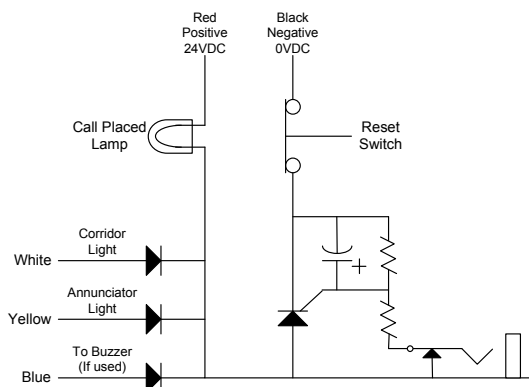 Red
Positive
24VDC
Black
Negative
0VDC
Call Placed
Lamp
Reset
Switch
Corridor
Light
White
Annunciator
Light
Yellow
To Buzzer
(If used)
Blue
+